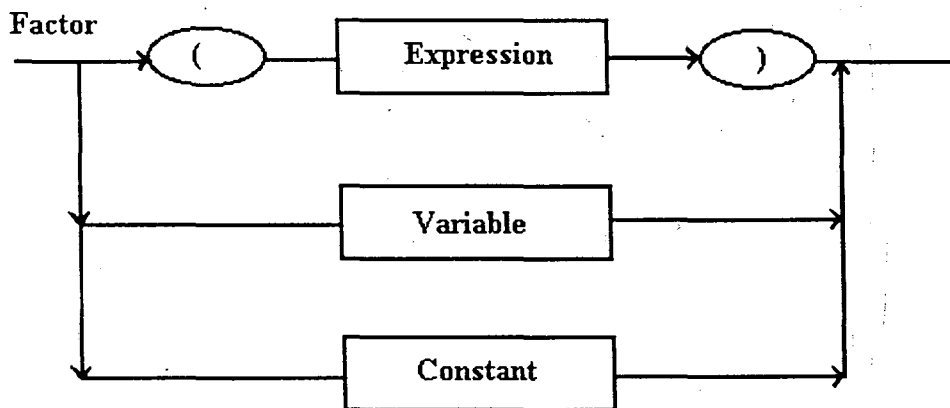 Factor
( Expression )
Variable
Constant